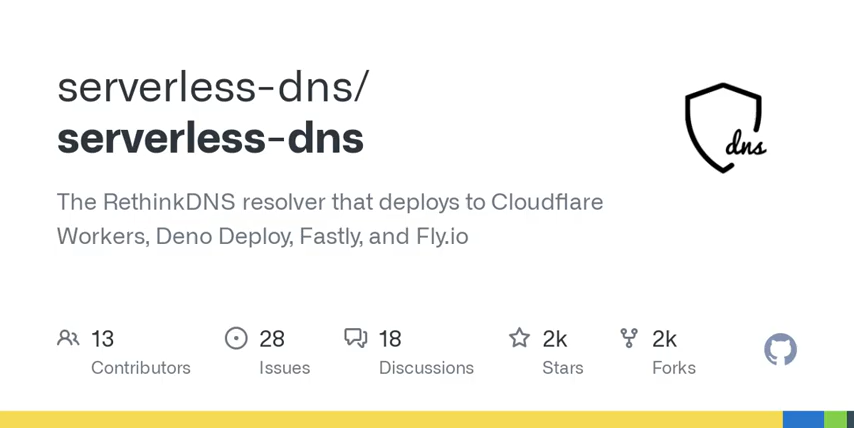 serverless-dns/
serverless-dns
dns
The RethinkDNS resolver that deploys to Cloudflare
Workers, Deno Deploy, Fastly, and Fly.io
13
Contributors
28
Issues
18
Discussions
2k
Stars
2k
Forks